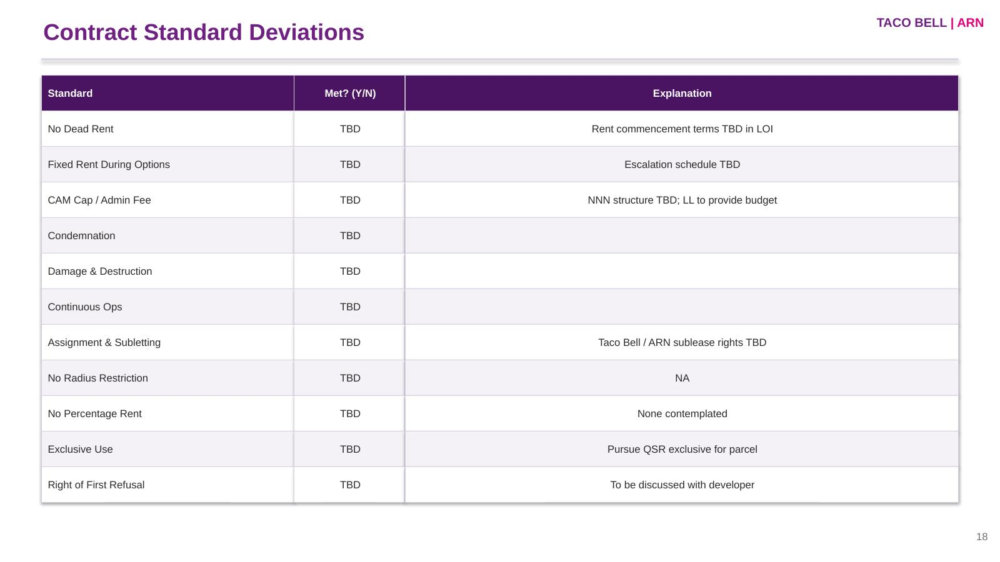 Contract Standard Deviations
TACO BELL | ARN
Standard Met? (Y/N) Explanation
No Dead Rent TBD Rent commencement terms TBD in LOI
Fixed Rent During Options TBD Escalation schedule TBD
CAM Cap / Admin Fee TBD NNN structure TBD; LL to provide budget
Condemnation TBD
Damage & Destruction TBD
Continuous Ops TBD
Assignment & Subletting TBD Taco Bell / ARN sublease rights TBD
No Radius Restriction TBD NA
No Percentage Rent TBD None contemplated
Exclusive Use TBD Pursue QSR exclusive for parcel
Right of First Refusal TBD To be discussed with developer
18